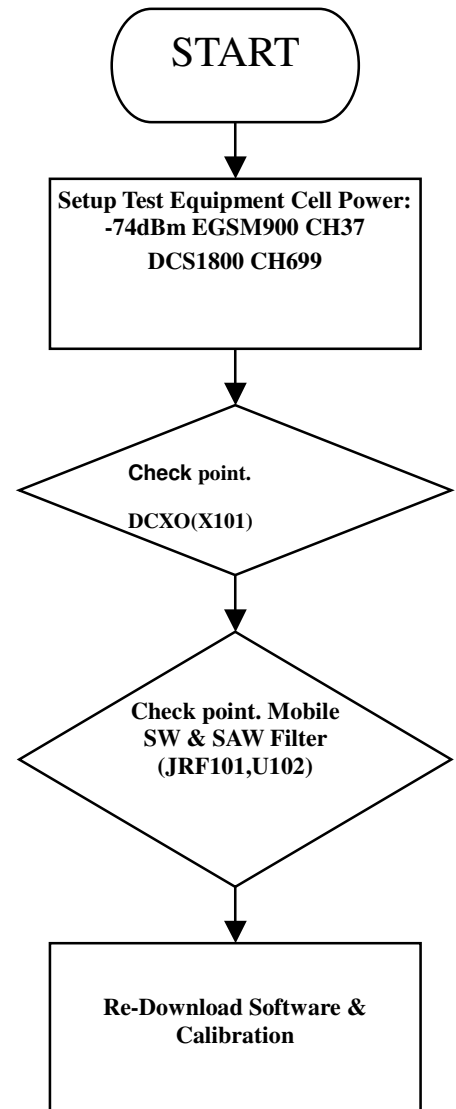 START
Setup Test Equipment Cell Power:
-74dBm EGSM900 CH37
DCS1800 CH699
Check point.
DCXO(X101)
Check point. Mobile
SW & SAW Filter
(JRF101,U102)
Re-Download Software &
Calibration